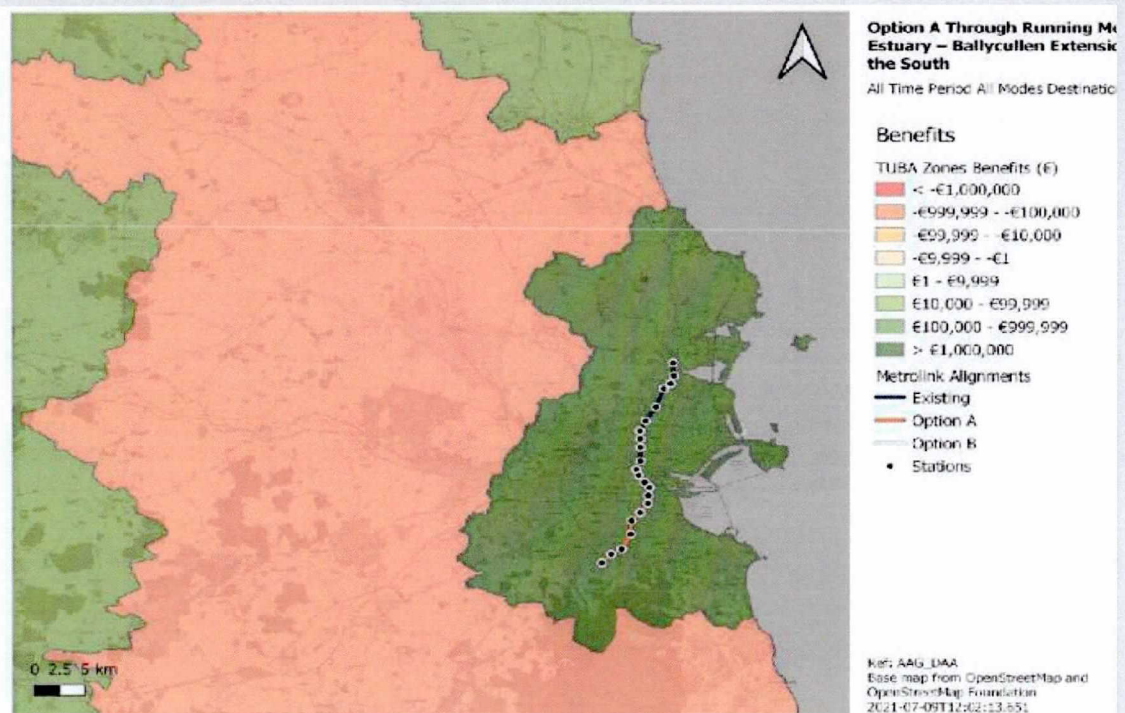 Option A Through Running Me
Estuary – Ballycullen Extensio
the South
All Time Period All Modes Destinatio
Benefits
TUBA Zones Benefits (€)
< -€1,000,000
-€999,999 - -€100,000
-€99,999 - -€10,000
-€9,999 - -€1
€1 - €9,999
€10,000 - €99,999
€100,000 - €999,999
> €1,000,000
Metrolink Alignments
Existing
Option A
Option B
Stations
0 2.5 5 km
Ref: AAG_DAA
Base map from OpenStreetMap and
OpenStreetMap Foundation
2021-07-09T12:02:13.651